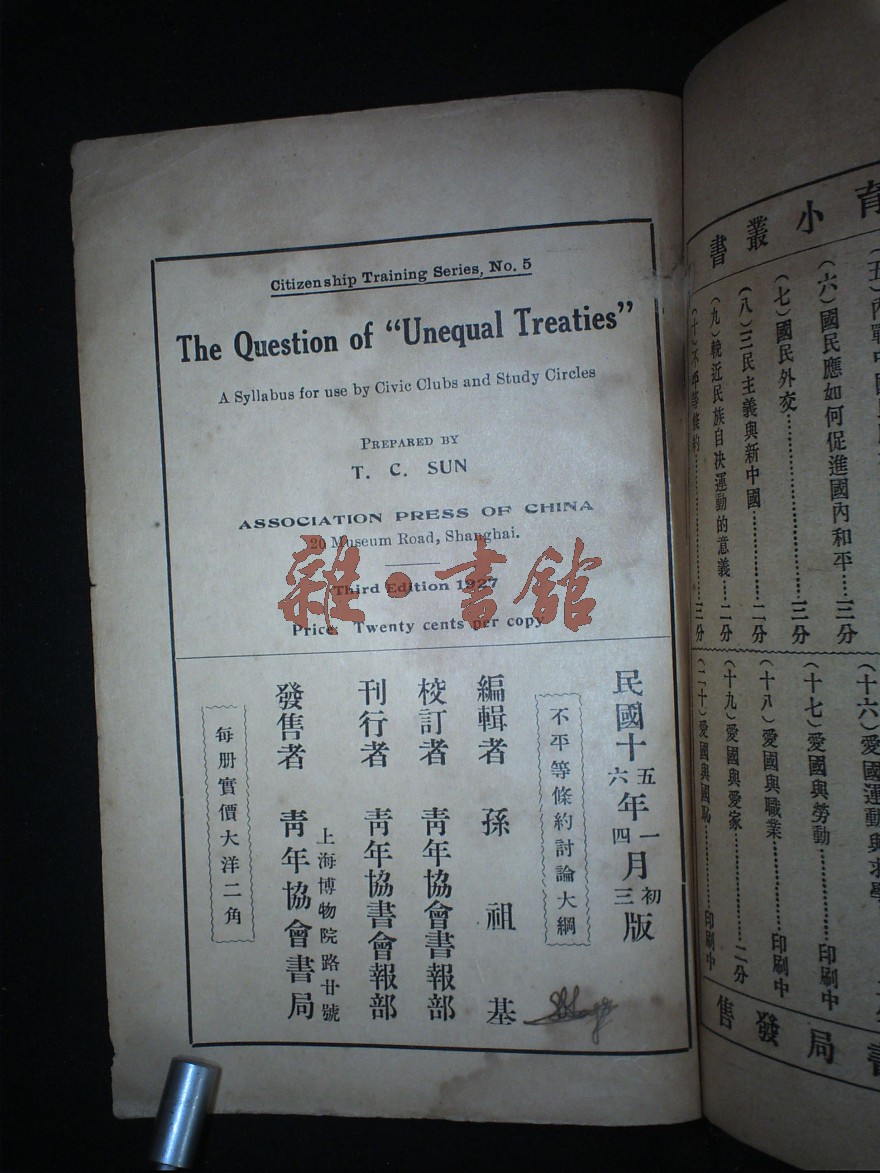 Citizenship Training Series, No. 5
The Question of “Unequal Treaties”
A Syllabus for use by Civic Clubs and Study Circles
PREPARED BY
T. C. SUN
ASSOCIATION PRESS OF CHINA
20 Museum Road, Shanghai.
Third Edition 1927
Price: Twenty cents per copy
雜·書館
民國十五年一月初版
六 四 三
不平等條約討論大綱
編輯者 孫祖基
校訂者 青年協會書報部
刊行者 青年協書會報部
上海博物院路廿號
發售者 青年協會書局
每册實價大洋二角
育小叢書
(六)國民應如何促進國內和平……三分
(七)國民外交……三分
(八)三民主義與新中國……二分
(九)輓近民族自决運動的意義……二分
(十)不平等條約……三分
(十六)愛國運動與求學
(十七)愛國與勞動……印刷中
(十八)愛國與職業……印刷中
(十九)愛國與愛家……二分
(二十)愛國與國恥……印刷中
書局發售